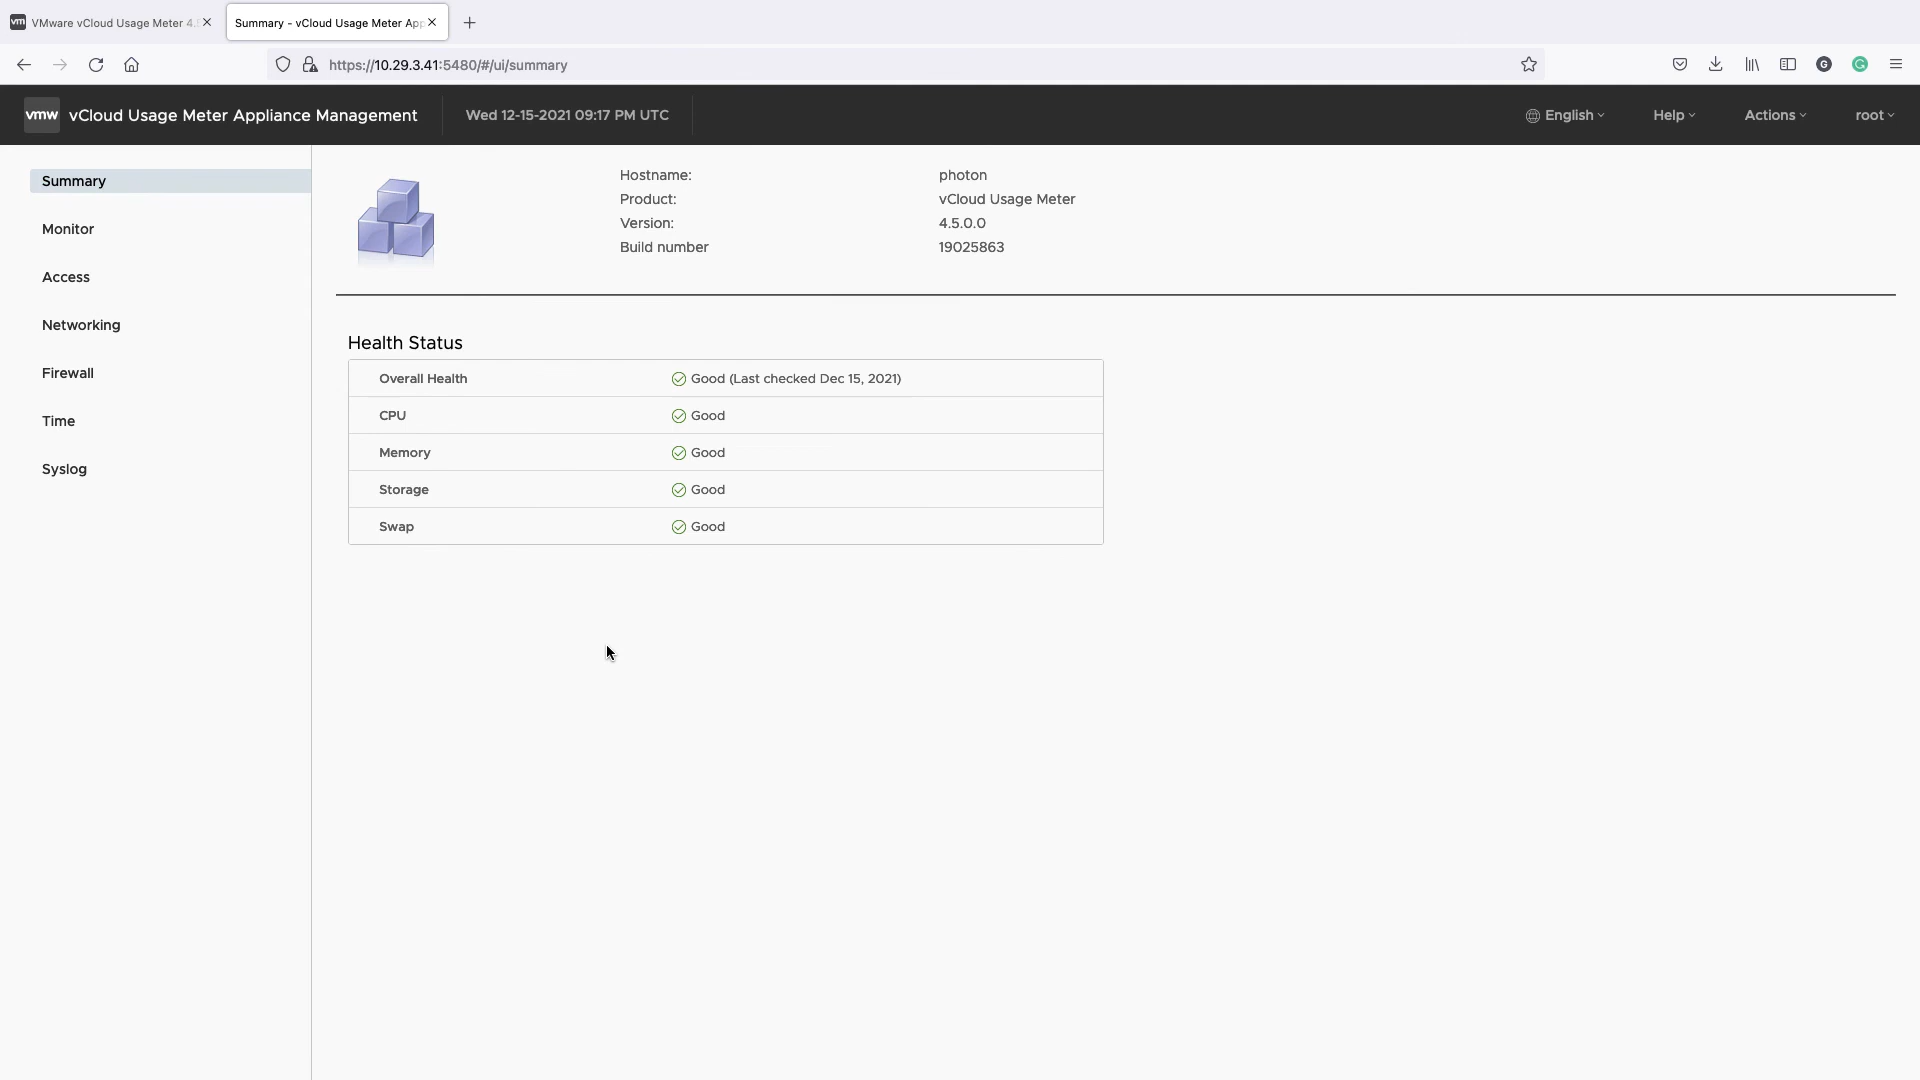 vm VMware vCloud Usage Meter 4.
Summary - vCloud Usage Meter App
https://10.29.3.41:5480/#/ui/summary
G
vmw vCloud Usage Meter Appliance Management Wed 12-15-2021 09:17 PM UTC English Help Actions root
Summary
Monitor
Access
Networking
Firewall
Time
Syslog
Hostname: photon
Product: vCloud Usage Meter
Version: 4.5.0.0
Build number 19025863
Health Status
Overall Health Good (Last checked Dec 15, 2021)
CPU Good
Memory Good
Storage Good
Swap Good